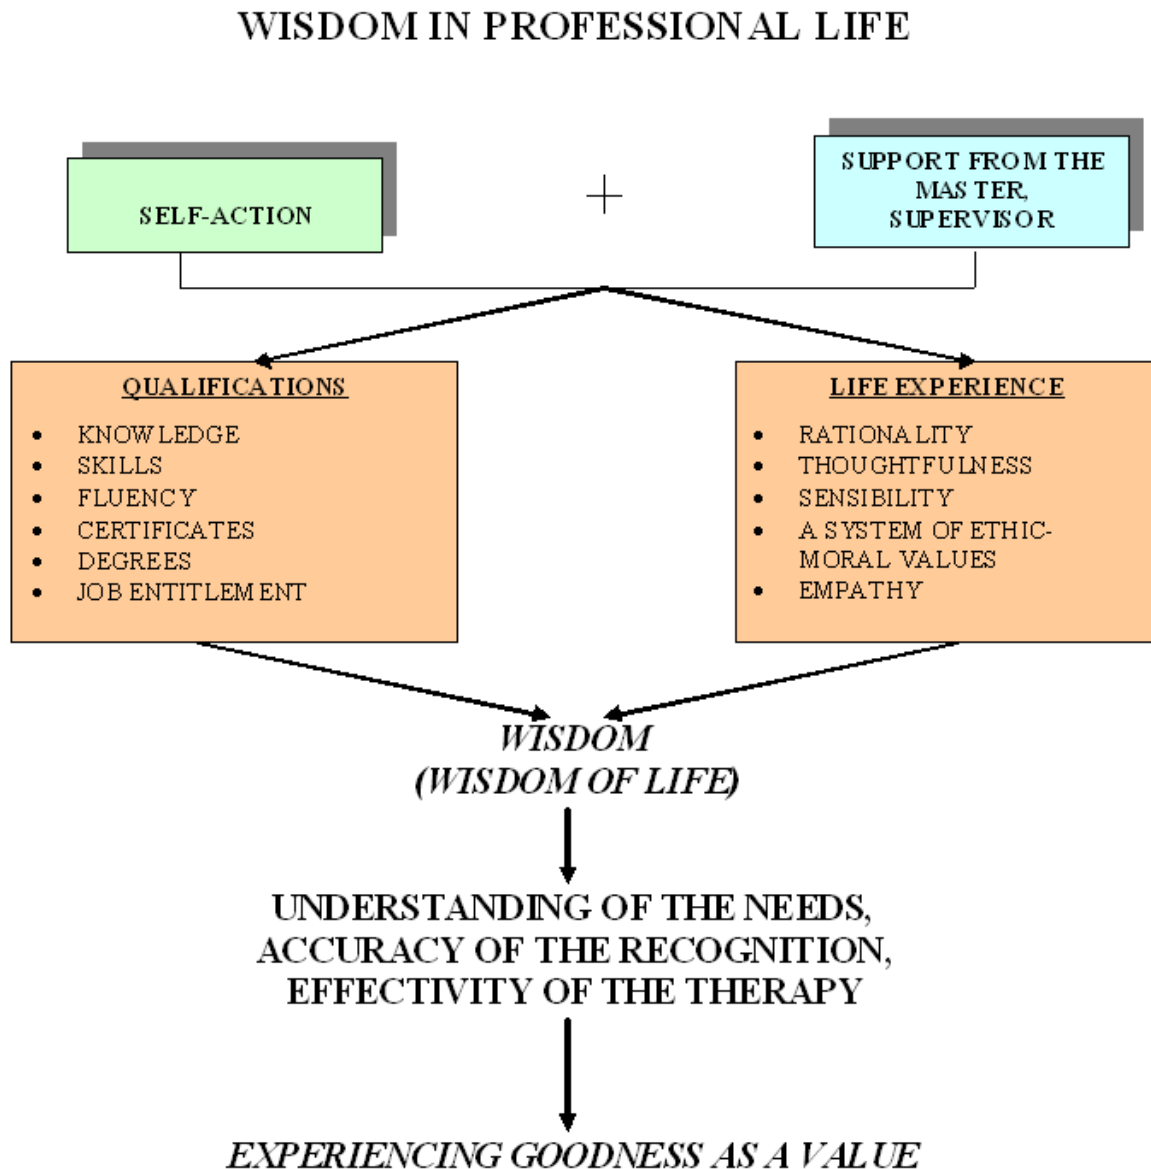 WISDOM IN PROFESSIONAL LIFE
SELF-ACTION
+
SUPPORT FROM THE
MASTER,
SUPERVISOR
QUALIFICATIONS
• KNOWLEDGE
• SKILLS
• FLUENCY
• CERTIFICATES
• DEGREES
• JOB ENTITLEMENT
LIFE EXPERIENCE
• RATIONALITY
• THOUGHTFULNESS
• SENSIBILITY
• A SYSTEM OF ETHIC-
MORAL VALUES
• EMPATHY
WISDOM
(WISDOM OF LIFE)
UNDERSTANDING OF THE NEEDS,
ACCURACY OF THE RECOGNITION,
EFFECTIVITY OF THE THERAPY
EXPERIENCING GOODNESS AS A VALUE